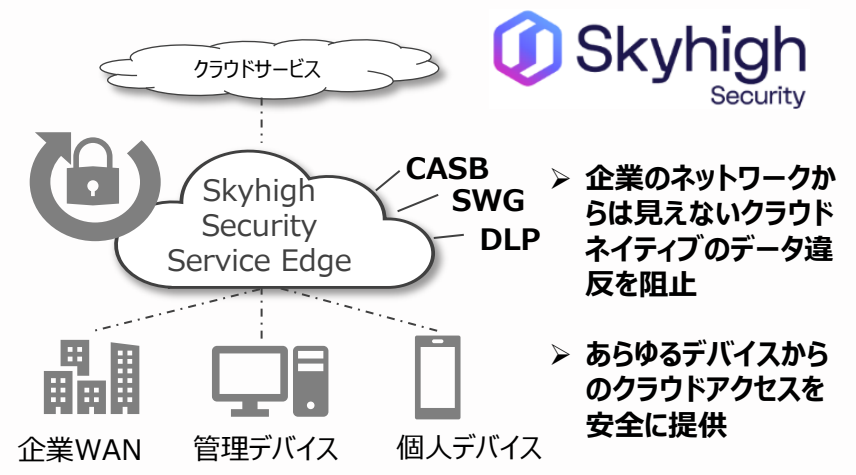 クラウドサービス
Skyhigh
Security
Skyhigh
Security
Service Edge
CASB
SWG
DLP
➢ 企業のネットワークか
らは見えないクラウド
ネイティブのデータ違
反を阻止
➢ あらゆるデバイスから
のクラウドアクセスを
安全に提供
企業WAN
管理デバイス
個人デバイス